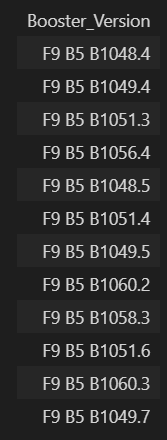 Booster_Version
F9 B5 B1048.4
F9 B5 B1049.4
F9 B5 B1051.3
F9 B5 B1056.4
F9 B5 B1048.5
F9 B5 B1051.4
F9 B5 B1049.5
F9 B5 B1060.2
F9 B5 B1058.3
F9 B5 B1051.6
F9 B5 B1060.3
F9 B5 B1049.7